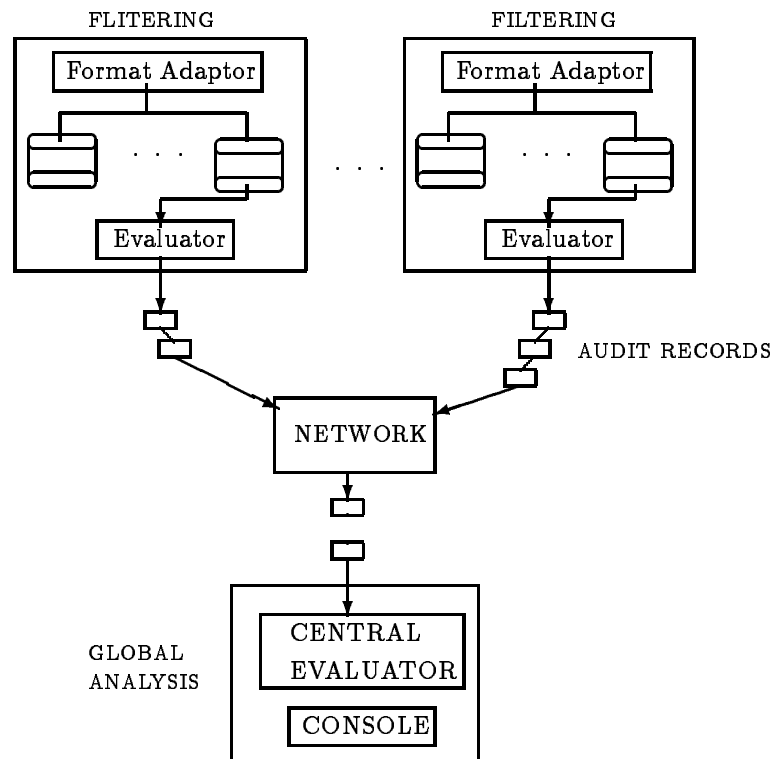 FLITERING
FILTERING
Format Adaptor
Format Adaptor
. . .
. . .
. . .
Evaluator
Evaluator
AUDIT RECORDS
NETWORK
CENTRAL
EVALUATOR
GLOBAL
ANALYSIS
CONSOLE